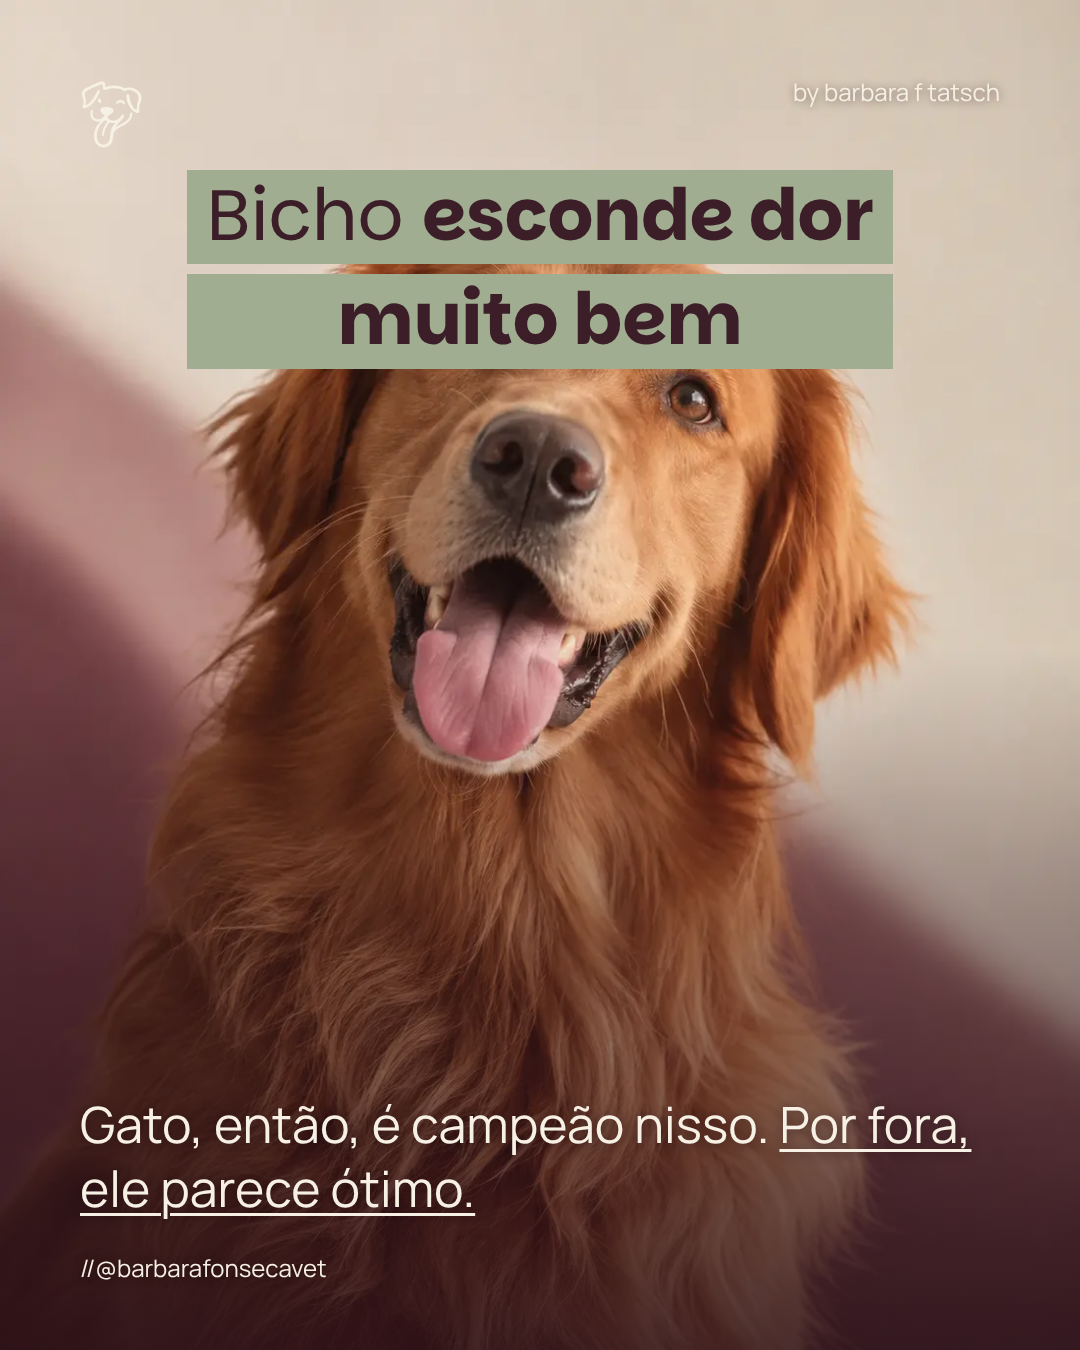 by barbara f tatsch
Bicho esconde dor
muito bem
Gato, então, é campeão nisso. Por fora,
ele parece ótimo.
//@barbarafonsecavet